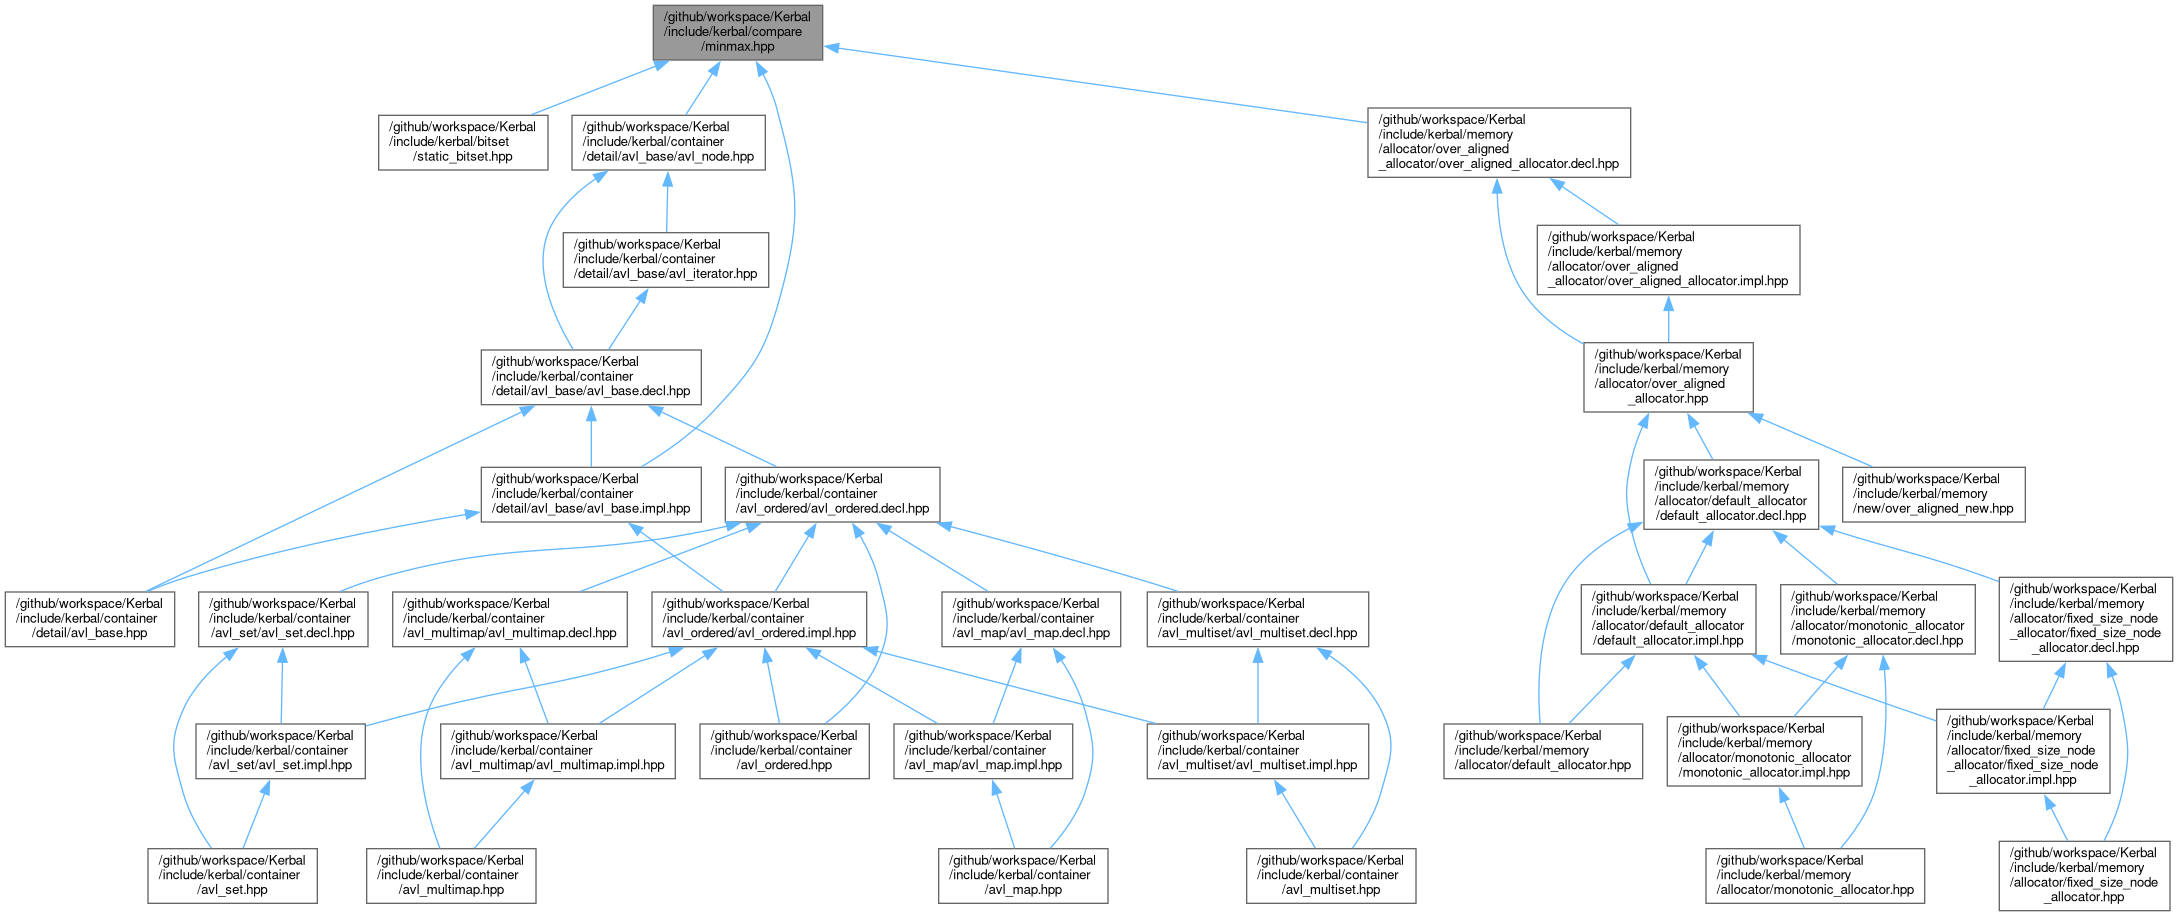 /github/workspace/Kerbal
/include/kerbal/compare
/minmax.hpp
/github/workspace/Kerbal
/include/kerbal/bitset
/static_bitset.hpp
/github/workspace/Kerbal
/include/kerbal/container
/detail/avl_base/avl_node.hpp
/github/workspace/Kerbal
/include/kerbal/memory
/allocator/over_aligned
_allocator/over_aligned_allocator.decl.hpp
/github/workspace/Kerbal
/include/kerbal/container
/detail/avl_base/avl_iterator.hpp
/github/workspace/Kerbal
/include/kerbal/memory
/allocator/over_aligned
_allocator/over_aligned_allocator.impl.hpp
/github/workspace/Kerbal
/include/kerbal/container
/detail/avl_base/avl_base.decl.hpp
/github/workspace/Kerbal
/include/kerbal/memory
/allocator/over_aligned
_allocator.hpp
/github/workspace/Kerbal
/include/kerbal/container
/detail/avl_base/avl_base.impl.hpp
/github/workspace/Kerbal
/include/kerbal/container
/avl_ordered/avl_ordered.decl.hpp
/github/workspace/Kerbal
/include/kerbal/memory
/allocator/default_allocator
/default_allocator.decl.hpp
/github/workspace/Kerbal
/include/kerbal/memory
/new/over_aligned_new.hpp
/github/workspace/Kerbal
/include/kerbal/container
/detail/avl_base.hpp
/github/workspace/Kerbal
/include/kerbal/container
/avl_set/avl_set.decl.hpp
/github/workspace/Kerbal
/include/kerbal/container
/avl_multimap/avl_multimap.decl.hpp
/github/workspace/Kerbal
/include/kerbal/container
/avl_ordered/avl_ordered.impl.hpp
/github/workspace/Kerbal
/include/kerbal/container
/avl_map/avl_map.decl.hpp
/github/workspace/Kerbal
/include/kerbal/container
/avl_multiset/avl_multiset.decl.hpp
/github/workspace/Kerbal
/include/kerbal/memory
/allocator/default_allocator
/default_allocator.impl.hpp
/github/workspace/Kerbal
/include/kerbal/memory
/allocator/monotonic_allocator
/monotonic_allocator.decl.hpp
/github/workspace/Kerbal
/include/kerbal/memory
/allocator/fixed_size_node
_allocator/fixed_size_node
_allocator.decl.hpp
/github/workspace/Kerbal
/include/kerbal/container
/avl_set/avl_set.impl.hpp
/github/workspace/Kerbal
/include/kerbal/container
/avl_multimap/avl_multimap.impl.hpp
/github/workspace/Kerbal
/include/kerbal/container
/avl_ordered.hpp
/github/workspace/Kerbal
/include/kerbal/container
/avl_map/avl_map.impl.hpp
/github/workspace/Kerbal
/include/kerbal/container
/avl_multiset/avl_multiset.impl.hpp
/github/workspace/Kerbal
/include/kerbal/memory
/allocator/default_allocator.hpp
/github/workspace/Kerbal
/include/kerbal/memory
/allocator/monotonic_allocator
/monotonic_allocator.impl.hpp
/github/workspace/Kerbal
/include/kerbal/memory
/allocator/fixed_size_node
_allocator/fixed_size_node
_allocator.impl.hpp
/github/workspace/Kerbal
/include/kerbal/container
/avl_set.hpp
/github/workspace/Kerbal
/include/kerbal/container
/avl_multimap.hpp
/github/workspace/Kerbal
/include/kerbal/container
/avl_map.hpp
/github/workspace/Kerbal
/include/kerbal/container
/avl_multiset.hpp
/github/workspace/Kerbal
/include/kerbal/memory
/allocator/monotonic_allocator.hpp
/github/workspace/Kerbal
/include/kerbal/memory
/allocator/fixed_size_node
_allocator.hpp